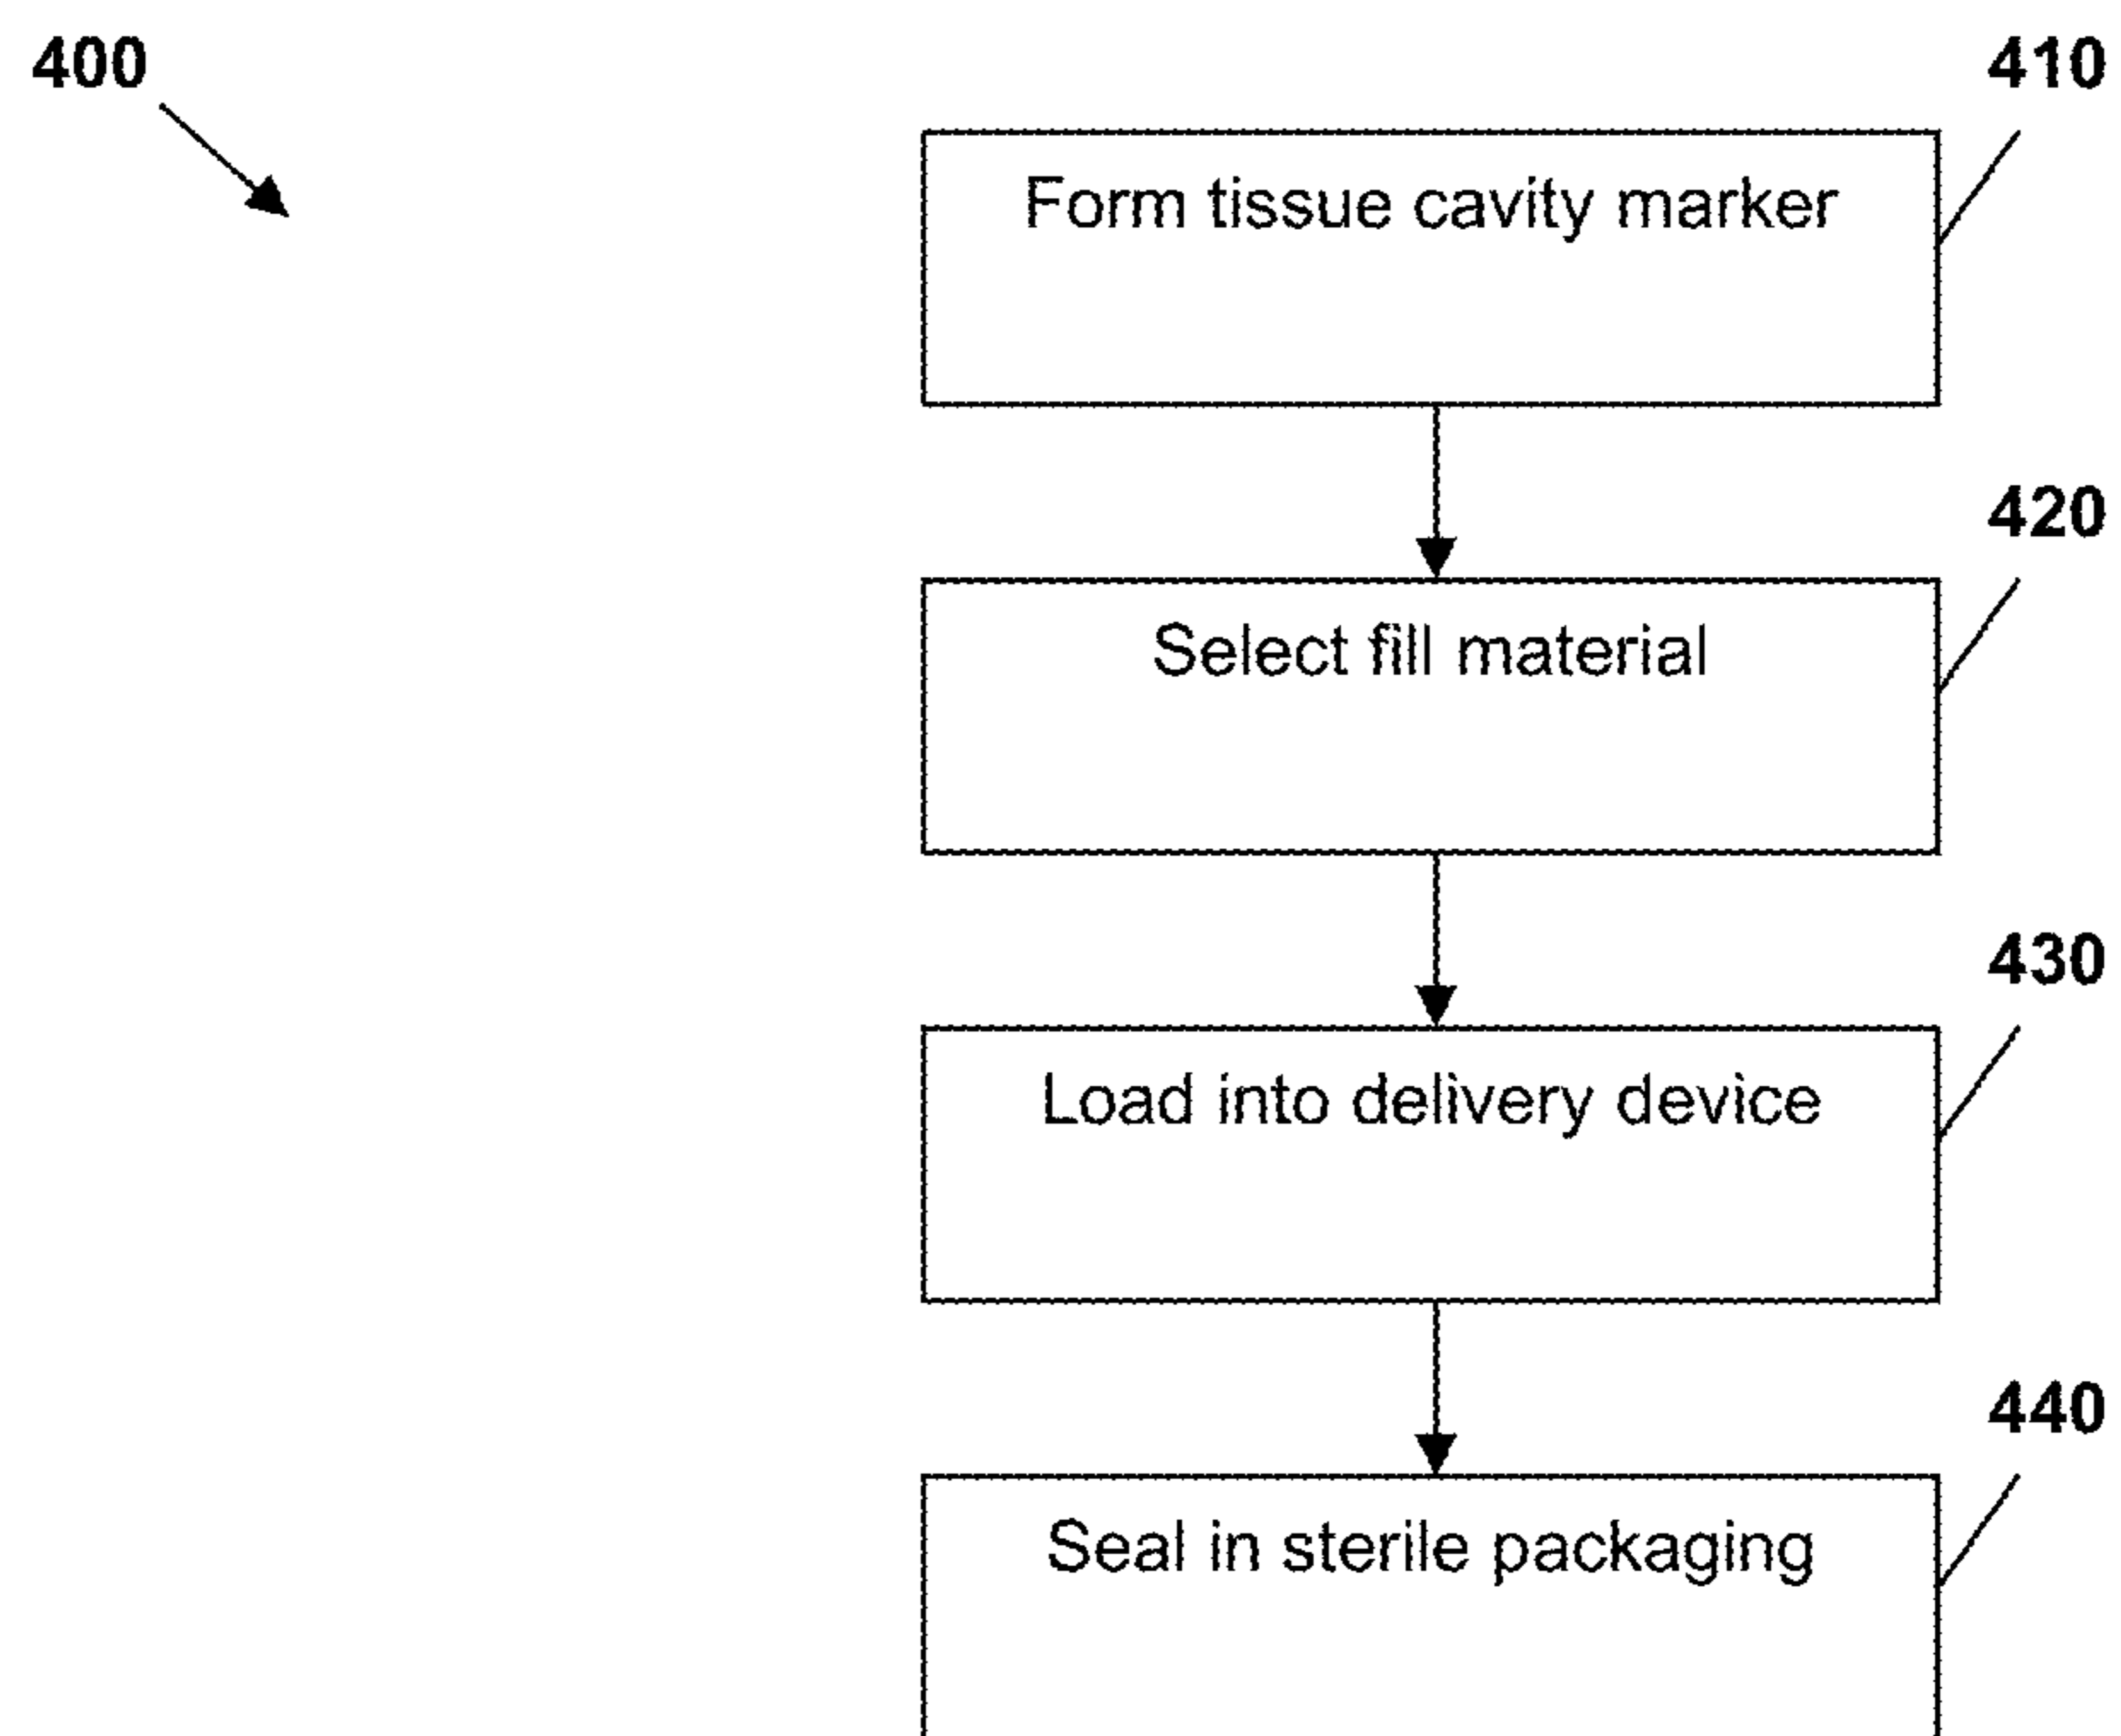 400
410
Form tissue cavity marker
420
Select fill material
430
Load into delivery device
440
Seal in sterile packaging